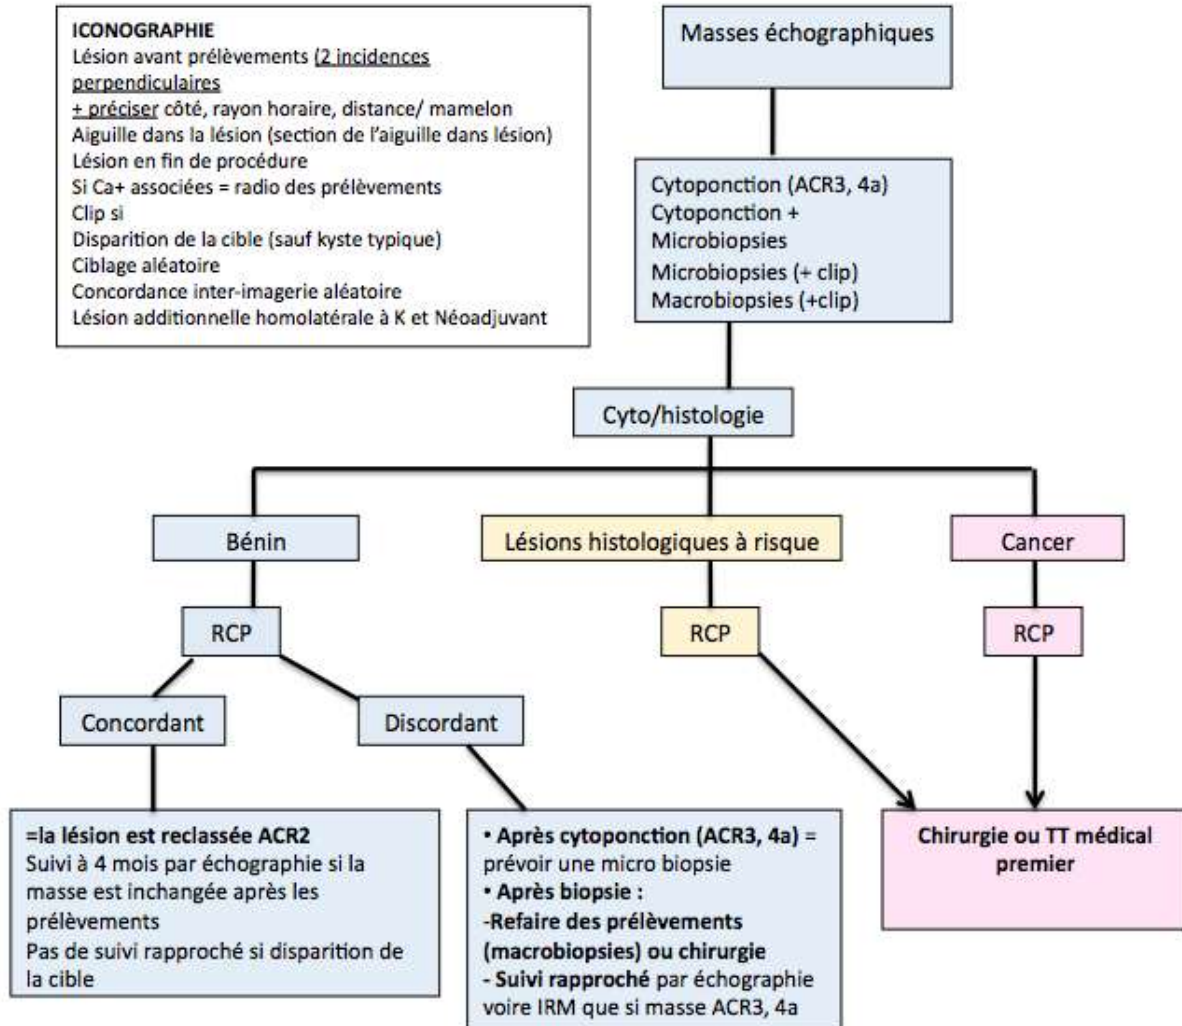 ICONOGRAPHIE
Lésion avant prélèvements (2 incidences
perpendiculaires
+ préciser côté, rayon horaire, distance/ mamelon
Aiguille dans la lésion (section de l'aiguille dans lésion)
Lésion en fin de procédure
Si Ca+ associées = radio des prélèvements
Clip si
Disparition de la cible (sauf kyste typique)
Ciblage aléatoire
Concordance inter-imagerie aléatoire
Lésion additionnelle homolatérale à K et Néoadjuvant
Masses échographiques
Cytoponction (ACR3, 4a)
Cytoponction +
Microbiopsies
Microbiopsies (+ clip)
Macrobiopsies (+clip)
Cyto/histologie
Bénin
Lésions histologiques à risque
Cancer
RCP
RCP
RCP
Concordant
Discordant
=la lésion est reclassée ACR2
Suivi à 4 mois par échographie si la
masse est inchangée après les
prélèvements
Pas de suivi rapproché si disparition de
la cible
• Après cytoponction (ACR3, 4a) =
prévoir une micro biopsie
• Après biopsie :
-Refaire des prélèvements
(macrobiopsies) ou chirurgie
- Suivi rapproché par échographie
voire IRM que si masse ACR3, 4a
Chirurgie ou TT médical
premier